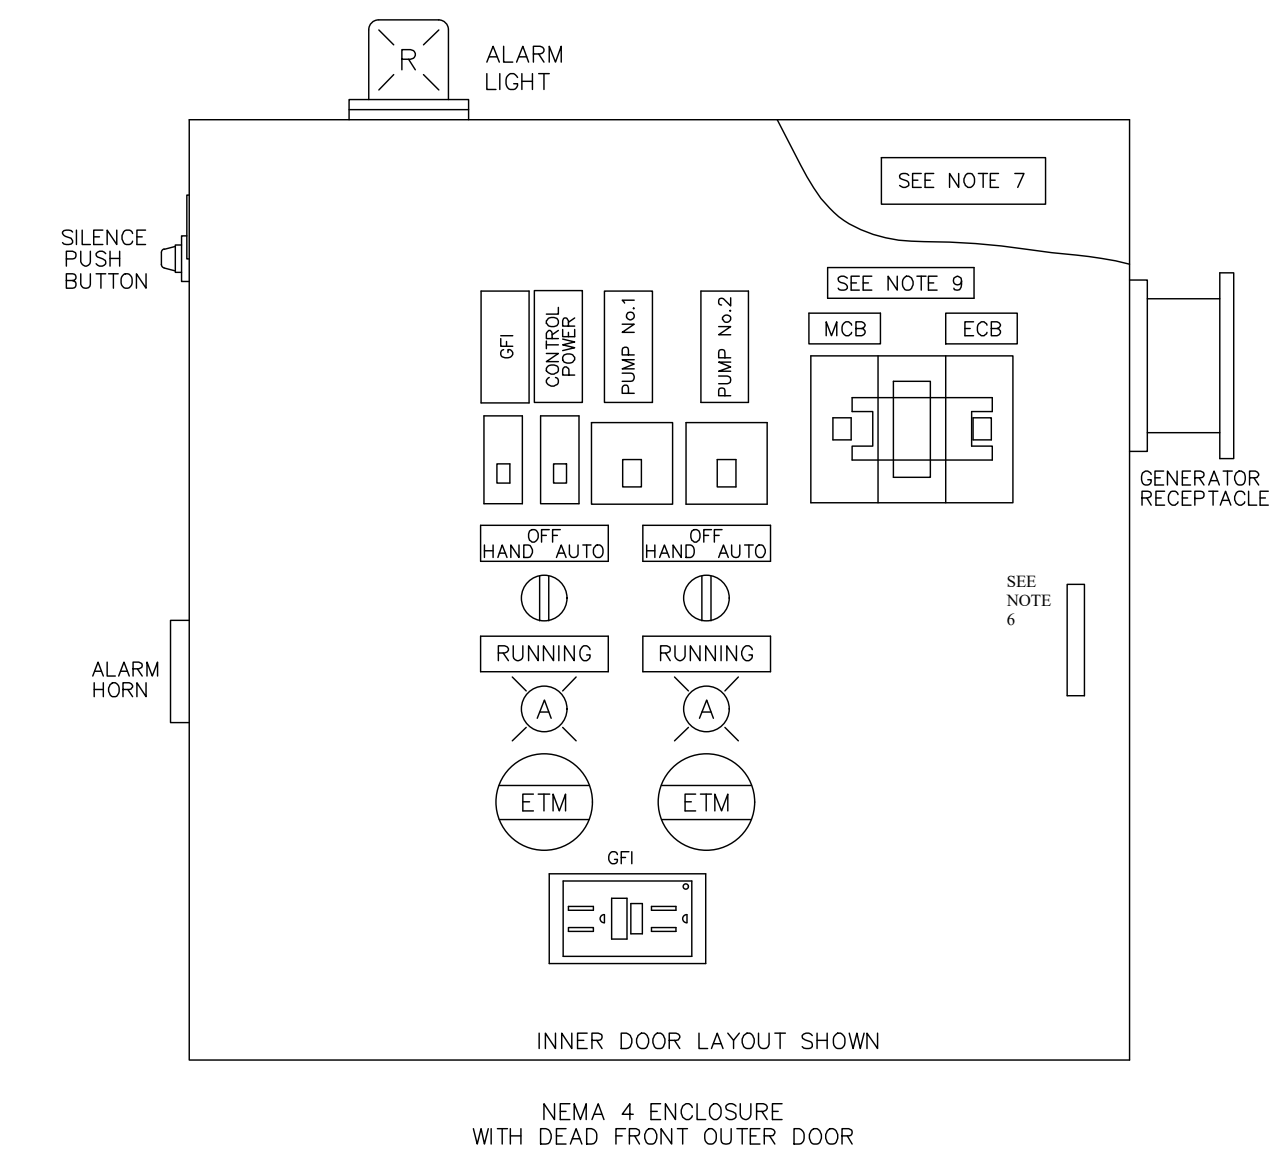 R
ALARM
LIGHT
SEE NOTE 7
SILENCE
PUSH
BUTTON
SEE NOTE 9
GFI
CONTROL
POWER
PUMP No.1
PUMP No.2
MCB
ECB
GENERATOR
RECEPTACLE
OFF
HAND AUTO
OFF
HAND AUTO
SEE
NOTE
6
RUNNING
RUNNING
ALARM
HORN
A
A
ETM
ETM
GFI
INNER DOOR LAYOUT SHOWN
NEMA 4 ENCLOSURE
WITH DEAD FRONT OUTER DOOR